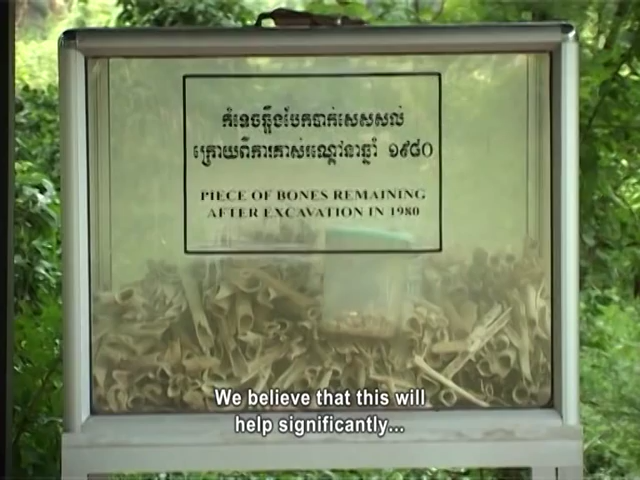 កំទេចឆ្អឹងបែកបាក់សេសសល់
ក្រោយពីការគាស់រណ្ដៅនាឆ្នាំ ១៩៨០
PIECE OF BONES REMAINING
AFTER EXCAVATION IN 1980
We believe that this will
help significantly...